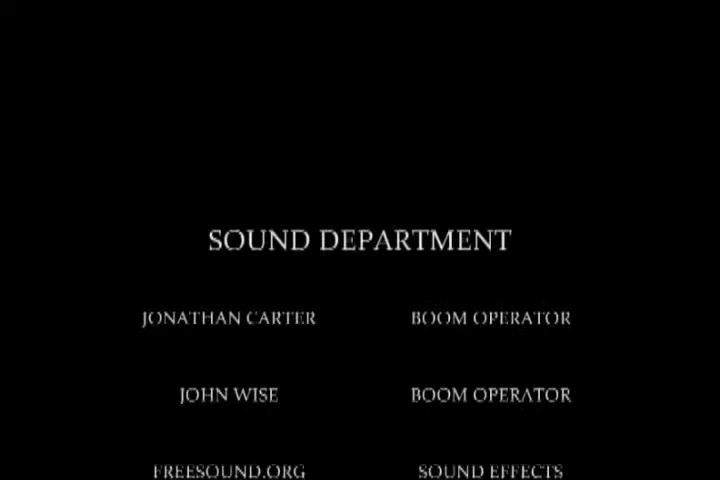 SOUND DEPARTMENT
JONATHAN CARTER BOOM OPERATOR
JOHN WISE BOOM OPERATOR
FREESOUND.ORG SOUND EFFECTS